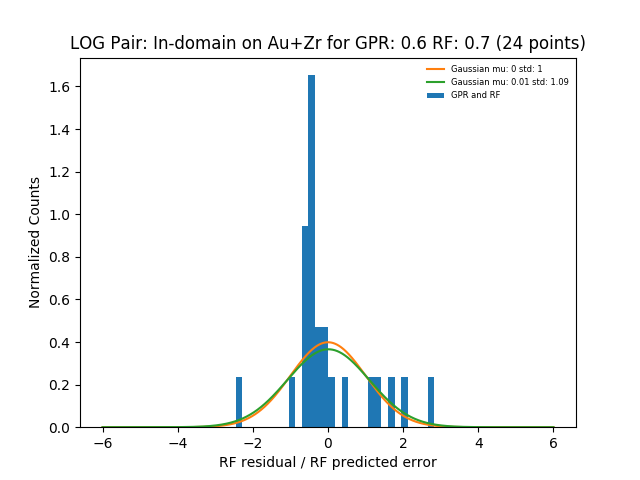 LOG Pair: In-domain on Au+Zr for GPR: 0.6 RF: 0.7 (24 points)
Gaussian mu: 0 std: 1
Gaussian mu: 0.01 std: 1.09
GPR and RF
Normalized Counts
1.6
1.4
1.2
1.0
0.8
0.6
0.4
0.2
0.0
−6 −4 −2 0 2 4 6
RF residual / RF predicted error